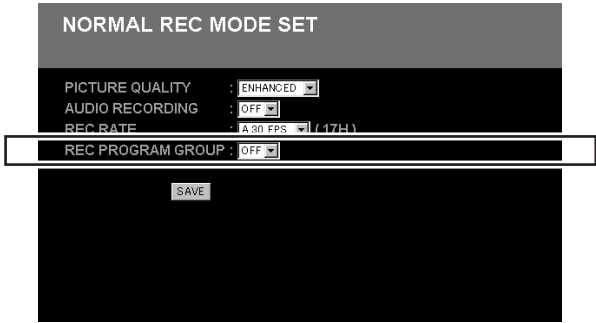 NORMAL REC MODE SET
PICTURE QUALITY : ENHANCED
AUDIO RECORDING : OFF
REC RATE : A 30 FPS (17H)
REC PROGRAM GROUP : OFF
SAVE